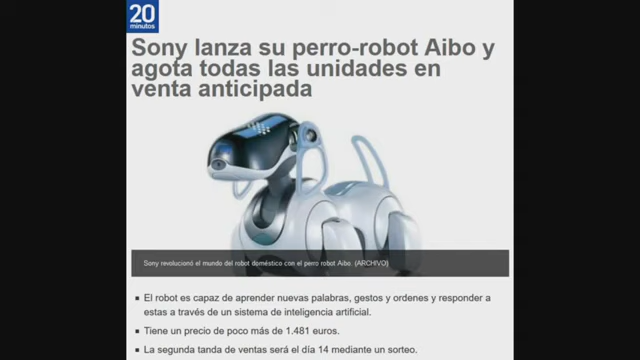 20
minutos
Sony lanza su perro-robot Aibo y
agota todas las unidades en
venta anticipada
Sony revolucionó el mundo del robot doméstico con el perro robot Aibo. (ARCHIVO)
El robot es capaz de aprender nuevas palabras, gestos y ordenes y responder a
estas a través de un sistema de inteligencia artificial.
Tiene un precio de poco más de 1.481 euros.
La segunda tanda de ventas será el día 14 mediante un sorteo.